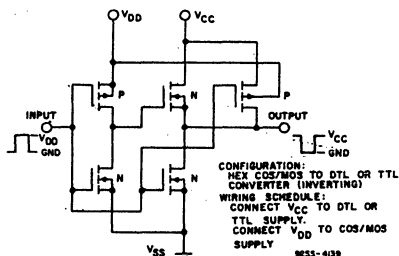 VDD
VCC
P
N
P
INPUT
VDD
GND
OUTPUT
VCC
GND
N
N
VSS
CONFIGURATION:
HEX COS/MOS TO DTL OR TTL
CONVERTER (INVERTING)
WIRING SCHEDULE:
CONNECT VCC TO DTL OR
TTL SUPPLY.
CONNECT VDD TO COS/MOS
SUPPLY
92SS-4139